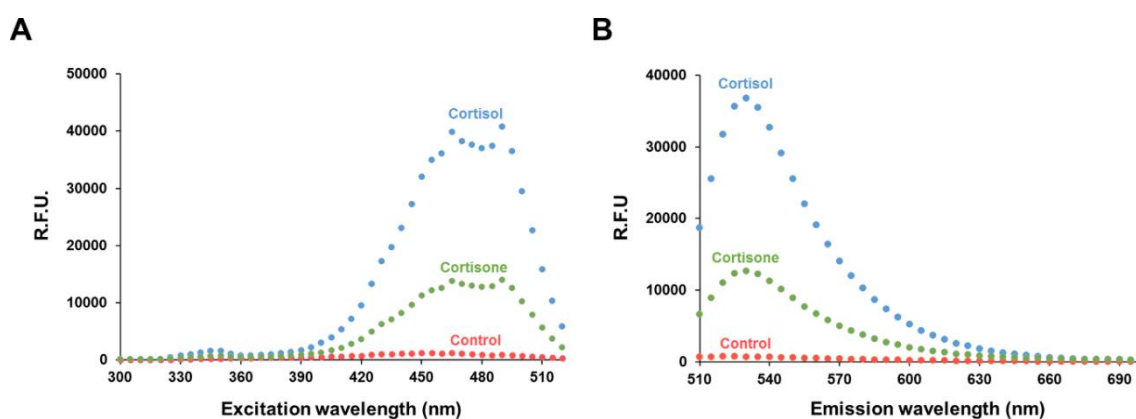 A
B
R.F.U.
50000
40000
30000
20000
10000
0
Cortisol
Cortisone
Control
300
330
360
390
420
450
480
510
Excitation wavelength (nm)
R.F.U
40000
30000
20000
10000
0
Cortisol
Cortisone
Control
510
540
570
600
630
660
690
Emission wavelength (nm)